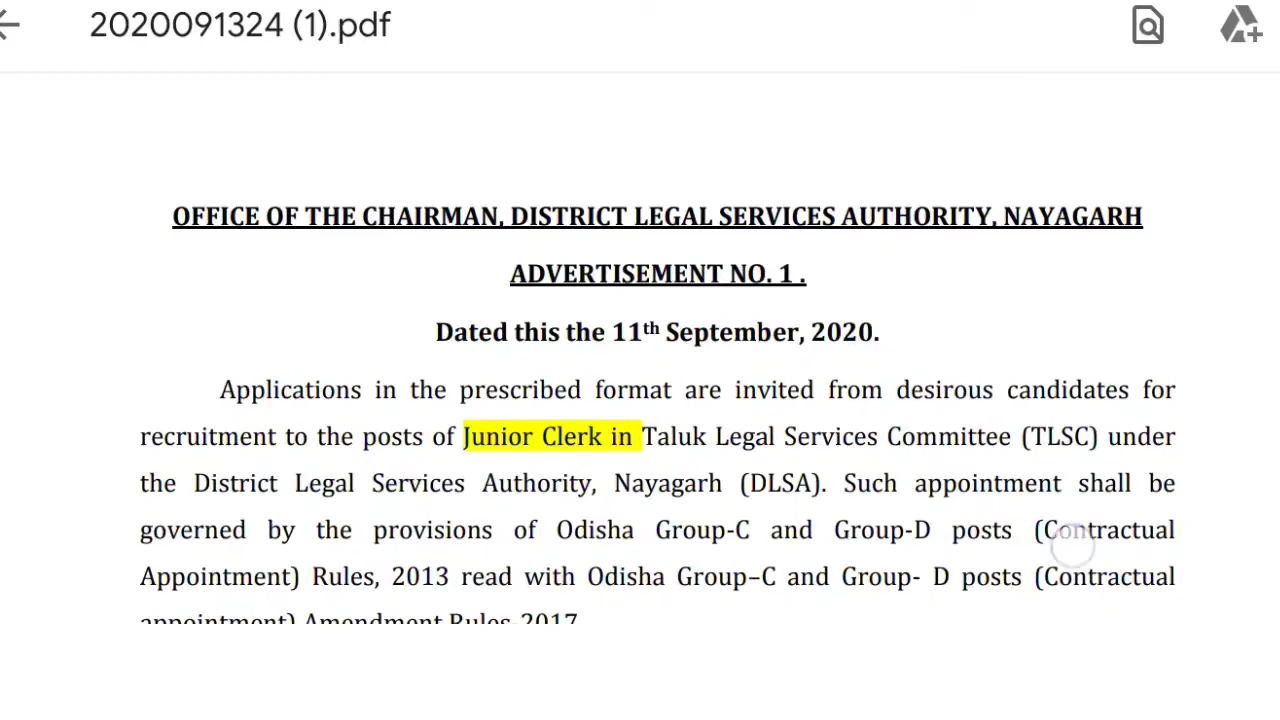 2020091324 (1).pdf
OFFICE OF THE CHAIRMAN, DISTRICT LEGAL SERVICES AUTHORITY, NAYAGARH
ADVERTISEMENT NO. 1 .
Dated this the 11th September, 2020.
Applications in the prescribed format are invited from desirous candidates for
recruitment to the posts of Junior Clerk in Taluk Legal Services Committee (TLSC) under
the District Legal Services Authority, Nayagarh (DLSA). Such appointment shall be
governed by the provisions of Odisha Group-C and Group-D posts (Contractual
Appointment) Rules, 2013 read with Odisha Group–C and Group- D posts (Contractual
appointment) Amendment Rules-2017